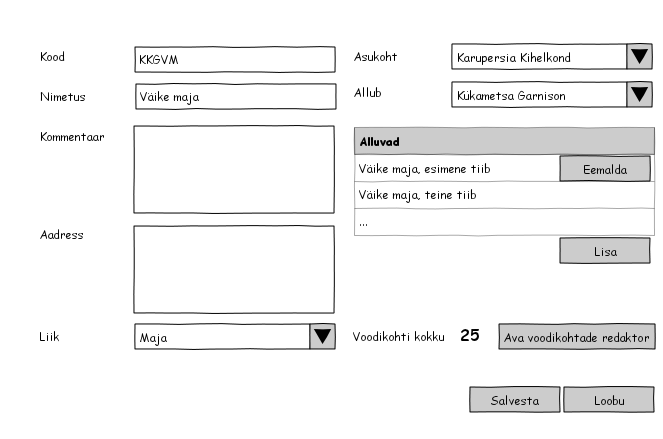 Kood
KKGVM
Asukoht
Karupersia Kihelkond
Nimetus
Väike maja
Allub
Kükametsa Garnison
Kommentaar
Alluvad
Väike maja, esimene tiib
Eemalda
Väike maja, teine tiib
...
Lisa
Aadress
Liik
Maja
Voodikohti kokku
25
Ava voodikohtade redaktor
Salvesta
Loobu